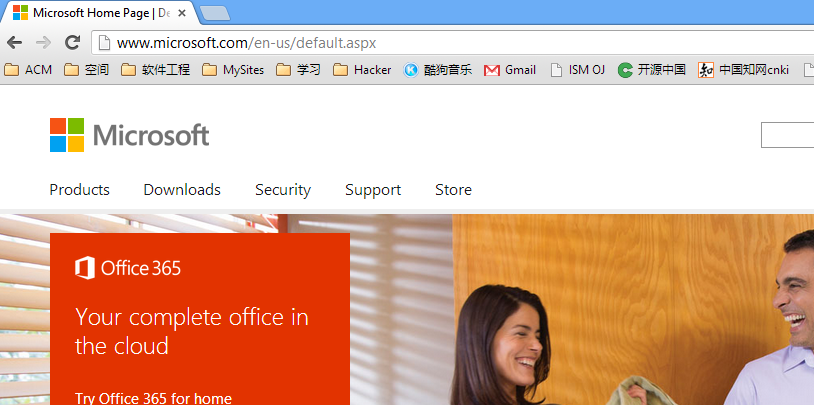 Microsoft Home Page | De
www.microsoft.com/en-us/default.aspx
ACM 空间 软件工程 MySites 学习 Hacker 酷狗音乐 Gmail ISM OJ 开源中国 知 中国知网cnki
Microsoft
Products Downloads Security Support Store
Office 365
Your complete office in
the cloud
Try Office 365 for home